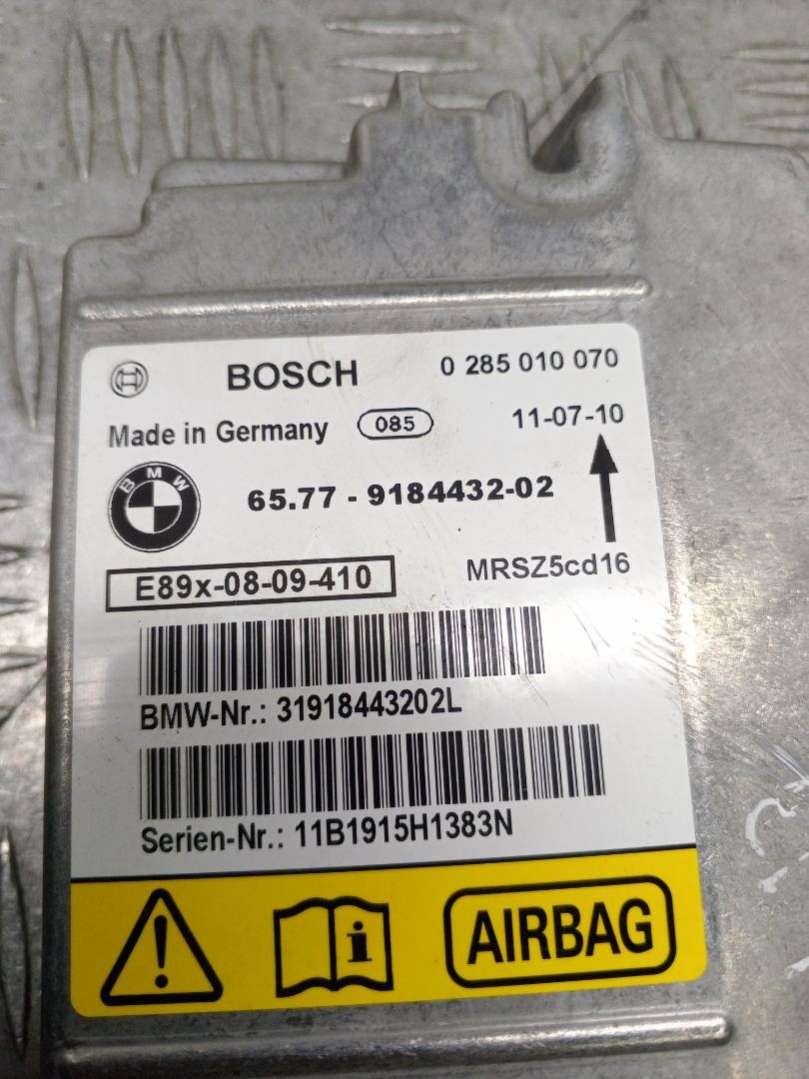 BOSCH 0 285 010 070
Made in Germany 085 11-07-10
BMW 65.77 - 9184432-02
E89x-08-09-410 MRSZ5cd16
BMW-Nr.: 31918443202L
Serien-Nr.: 11B1915H1383N
! i AIRBAG